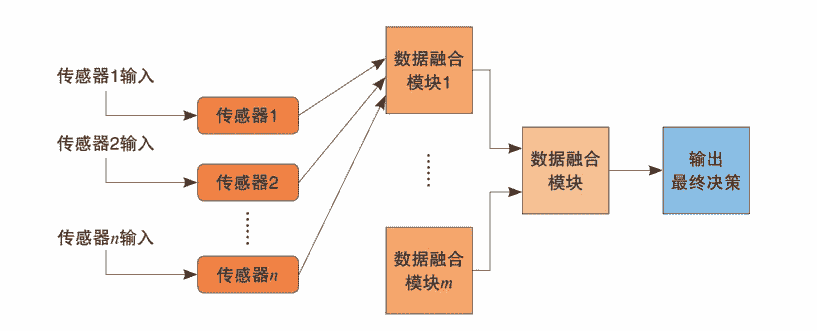 传感器1输入
传感器1
传感器2输入
传感器2
传感器n输入
传感器n
数据融合
模块1
数据融合
模块m
数据融合
模块
输出
最终决策